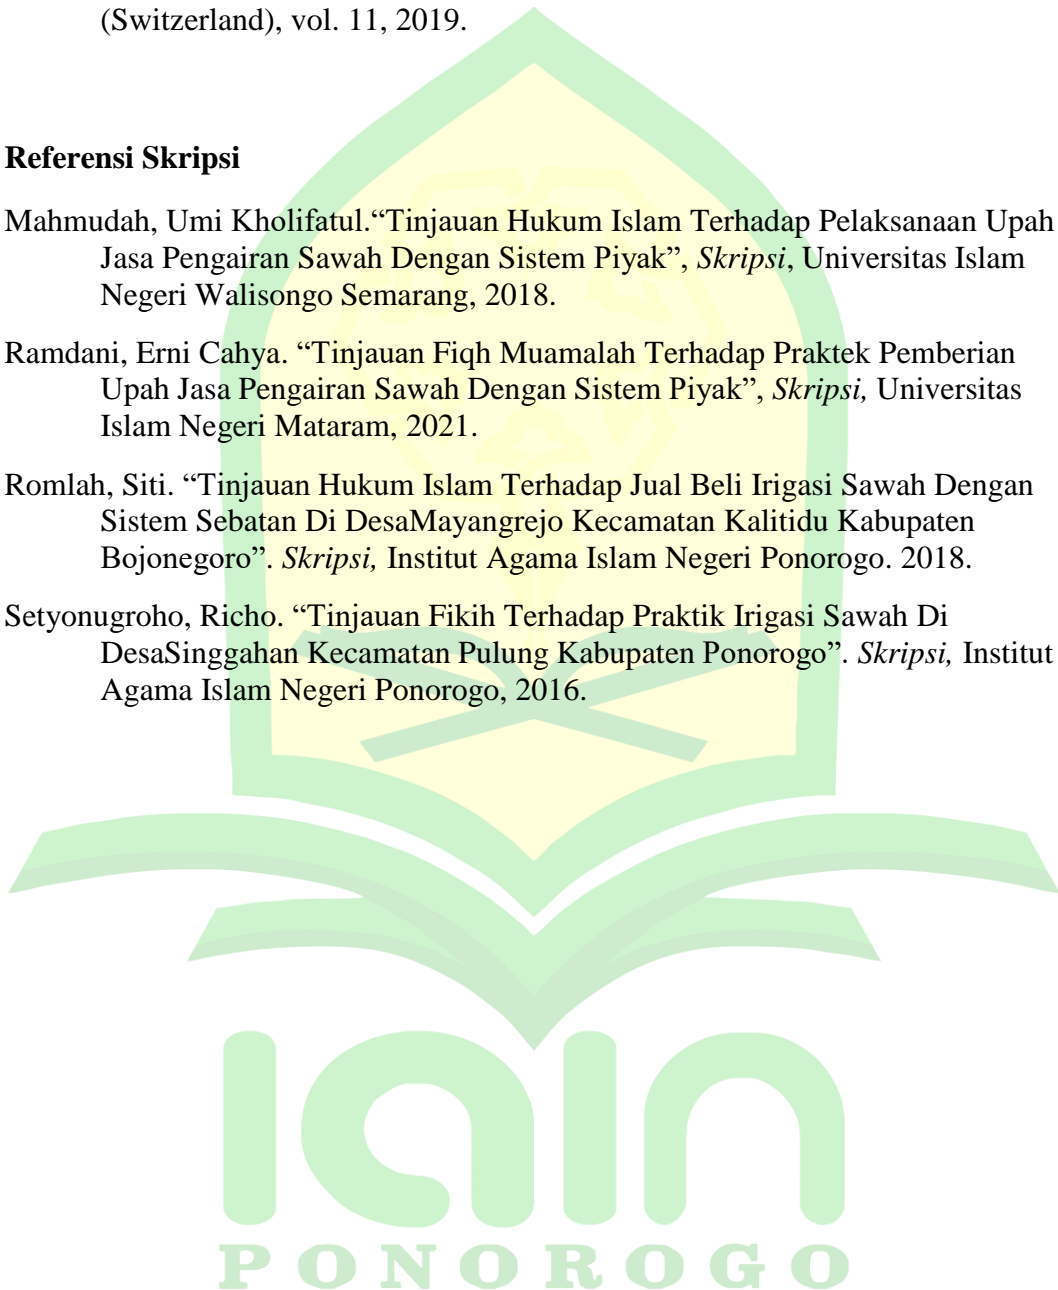 (Switzerland), vol. 11, 2019.
Referensi Skripsi
Mahmudah, Umi Kholifatul.“Tinjauan Hukum Islam Terhadap Pelaksanaan Upah
Jasa Pengairan Sawah Dengan Sistem Piyak”, Skripsi, Universitas Islam
Negeri Walisongo Semarang, 2018.
Ramdani, Erni Cahya. “Tinjauan Fiqh Muamalah Terhadap Praktek Pemberian
Upah Jasa Pengairan Sawah Dengan Sistem Piyak”, Skripsi, Universitas
Islam Negeri Mataram, 2021.
Romlah, Siti. “Tinjauan Hukum Islam Terhadap Jual Beli Irigasi Sawah Dengan
Sistem Sebatan Di DesaMayangrejo Kecamatan Kalitidu Kabupaten
Bojonegoro”. Skripsi, Institut Agama Islam Negeri Ponorogo. 2018.
Setyonugroho, Richo. “Tinjauan Fikih Terhadap Praktik Irigasi Sawah Di
DesaSinggahan Kecamatan Pulung Kabupaten Ponorogo”. Skripsi, Institut
Agama Islam Negeri Ponorogo, 2016.
iain
PONOROGO